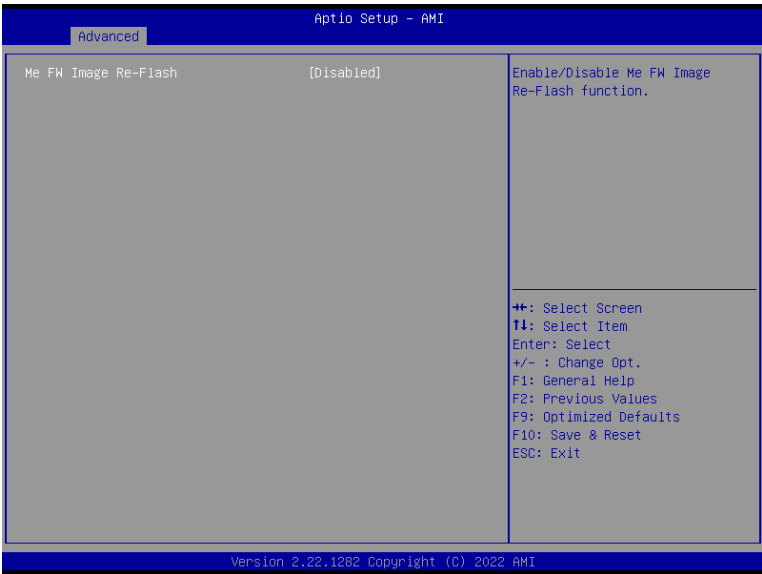 Aptio Setup - AMI
Advanced
Me FW Image Re-Flash [Disabled]
Enable/Disable Me FW Image
Re-Flash function.
→←: Select Screen
↑↓: Select Item
Enter: Select
+/- : Change Opt.
F1: General Help
F2: Previous Values
F9: Optimized Defaults
F10: Save & Reset
ESC: Exit
Version 2.22.1282 Copyright (C) 2022 AMI